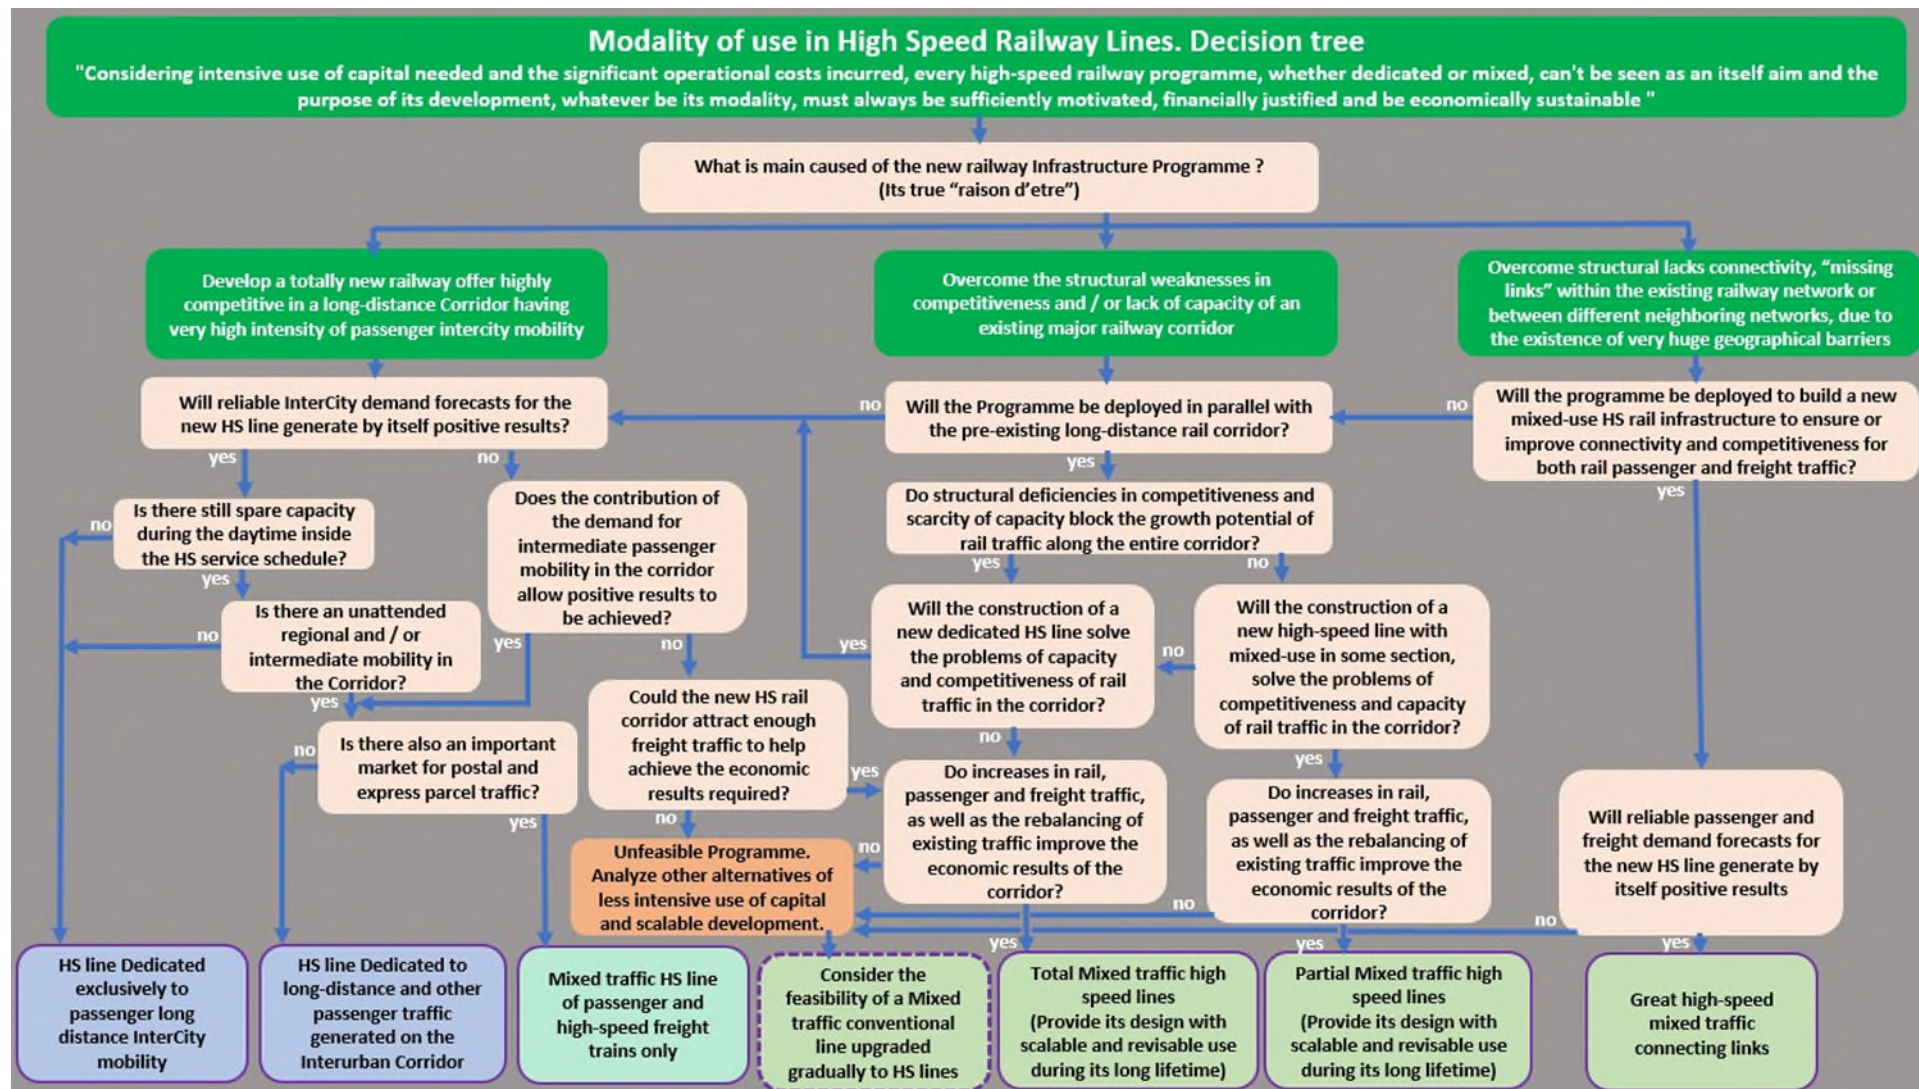 Modality of use in High Speed Railway Lines. Decision tree
"Considering intensive use of capital needed and the significant operational costs incurred, every high-speed railway programme, whether dedicated or mixed, can't be seen as an itself aim and the
purpose of its development, whatever be its modality, must always be sufficiently motivated, financially justified and be economically sustainable "
What is main caused of the new railway Infrastructure Programme ?
(Its true “raison d’etre”)
Develop a totally new railway offer highly
competitive in a long-distance Corridor having
very high intensity of passenger intercity mobility
Overcome the structural weaknesses in
competitiveness and / or lack of capacity of an
existing major railway corridor
Overcome structural lacks connectivity, “missing
links” within the existing railway network or
between different neighboring networks, due to
the existence of very huge geographical barriers
Will reliable InterCity demand forecasts for the
new HS line generate by itself positive results?
no
Will the Programme be deployed in parallel with
the pre-existing long-distance rail corridor?
no
Will the programme be deployed to build a new
mixed-use HS rail infrastructure to ensure or
improve connectivity and competitiveness for
both rail passenger and freight traffic?
yes
no
yes
yes
Is there still spare capacity
during the daytime inside
the HS service schedule?
no
yes
Does the contribution of
the demand for
intermediate passenger
mobility in the corridor
allow positive results to
be achieved?
yes
no
Do structural deficiencies in competitiveness and
scarcity of capacity block the growth potential of
rail traffic along the entire corridor?
yes
no
Is there an unattended
regional and / or
intermediate mobility in
the Corridor?
no
yes
Will the construction of a
new dedicated HS line solve
the problems of capacity
and competitiveness of rail
traffic in the corridor?
yes
no
no
Will the construction of a
new high-speed line with
mixed-use in some section,
solve the problems of
competitiveness and capacity
of rail traffic in the corridor?
yes
Could the new HS rail
corridor attract enough
freight traffic to help
achieve the economic
results required?
yes
no
Is there also an important
market for postal and
express parcel traffic?
no
yes
Do increases in rail,
passenger and freight traffic,
as well as the rebalancing of
existing traffic improve the
economic results of the
corridor?
no
yes
Do increases in rail,
passenger and freight traffic,
as well as the rebalancing of
existing traffic improve the
economic results of the
corridor?
no
yes
Will reliable passenger and
freight demand forecasts for
the new HS line generate by
itself positive results
no
yes
Unfeasible Programme.
Analyze other alternatives of
less intensive use of capital
and scalable development.
HS line Dedicated
exclusively to
passenger long
distance InterCity
mobility
HS line Dedicated to
long-distance and other
passenger traffic
generated on the
Interurban Corridor
Mixed traffic HS line
of passenger and
high-speed freight
trains only
Consider the
feasibility of a Mixed
traffic conventional
line upgraded
gradually to HS lines
Total Mixed traffic high
speed lines
(Provide its design with
scalable and revisable use
during its long lifetime)
Partial Mixed traffic high
speed lines
(Provide its design with
scalable and revisable use
during its long lifetime)
Great high-speed
mixed traffic
connecting links